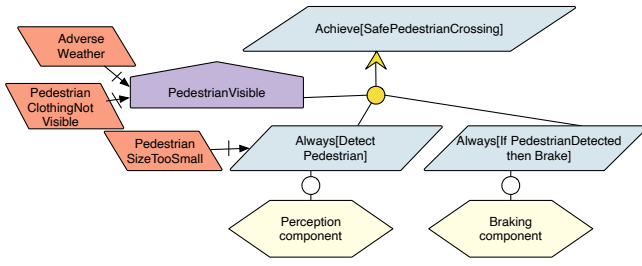 Achieve[SafePedestrianCrossing]
Adverse
Weather
PedestrianVisible
Pedestrian
ClothingNot
Visible
Pedestrian
SizeTooSmall
Always[Detect
Pedestrian]
Always[If PedestrianDetected
then Brake]
Perception
component
Braking
component